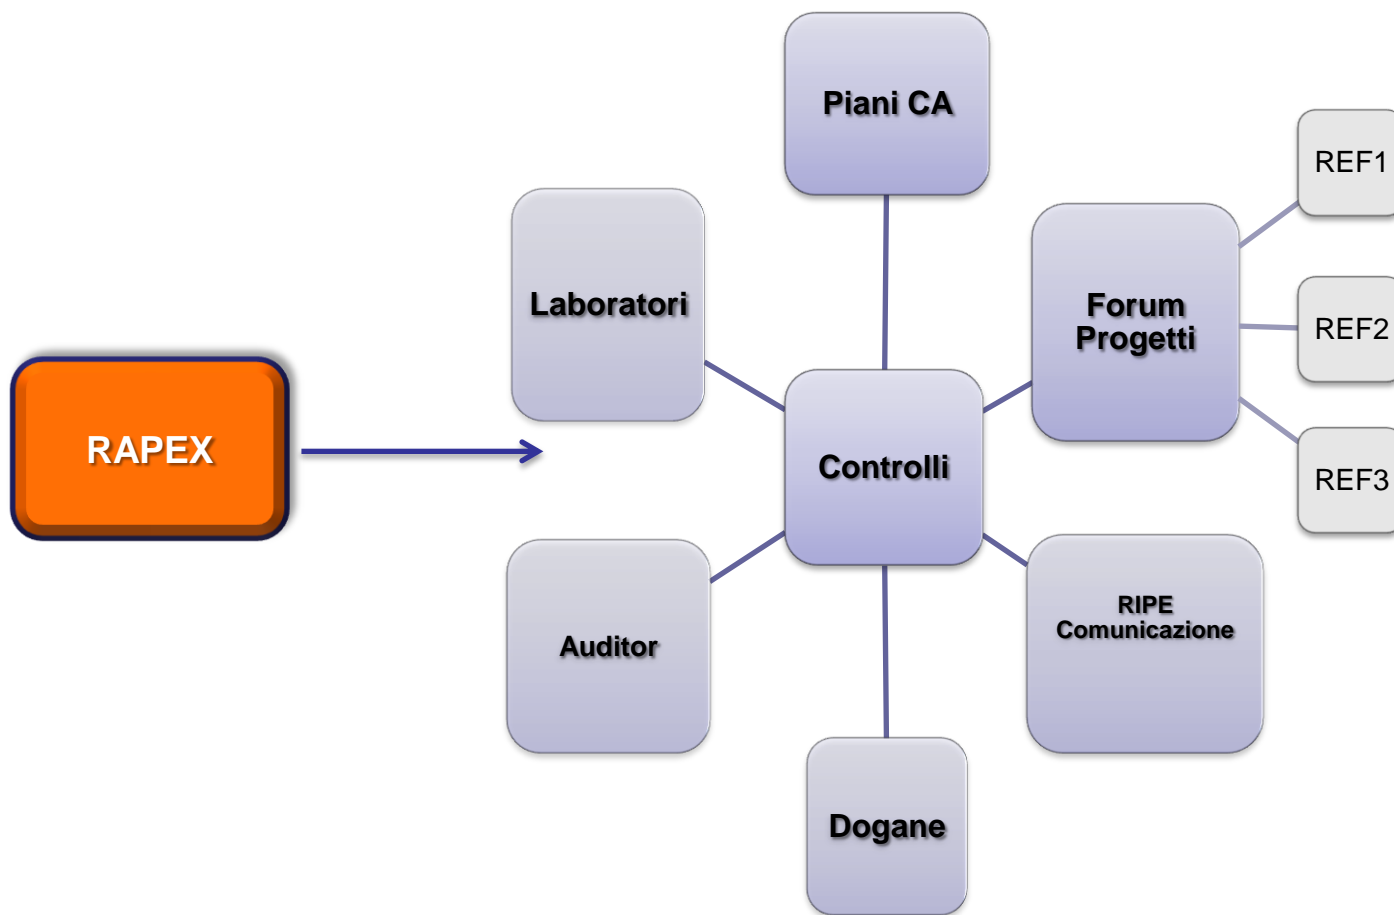 Piani CA
REF1
Laboratori
Forum
Progetti
REF2
RAPEX
Controlli
REF3
RIPE
Comunicazione
Auditor
Dogane